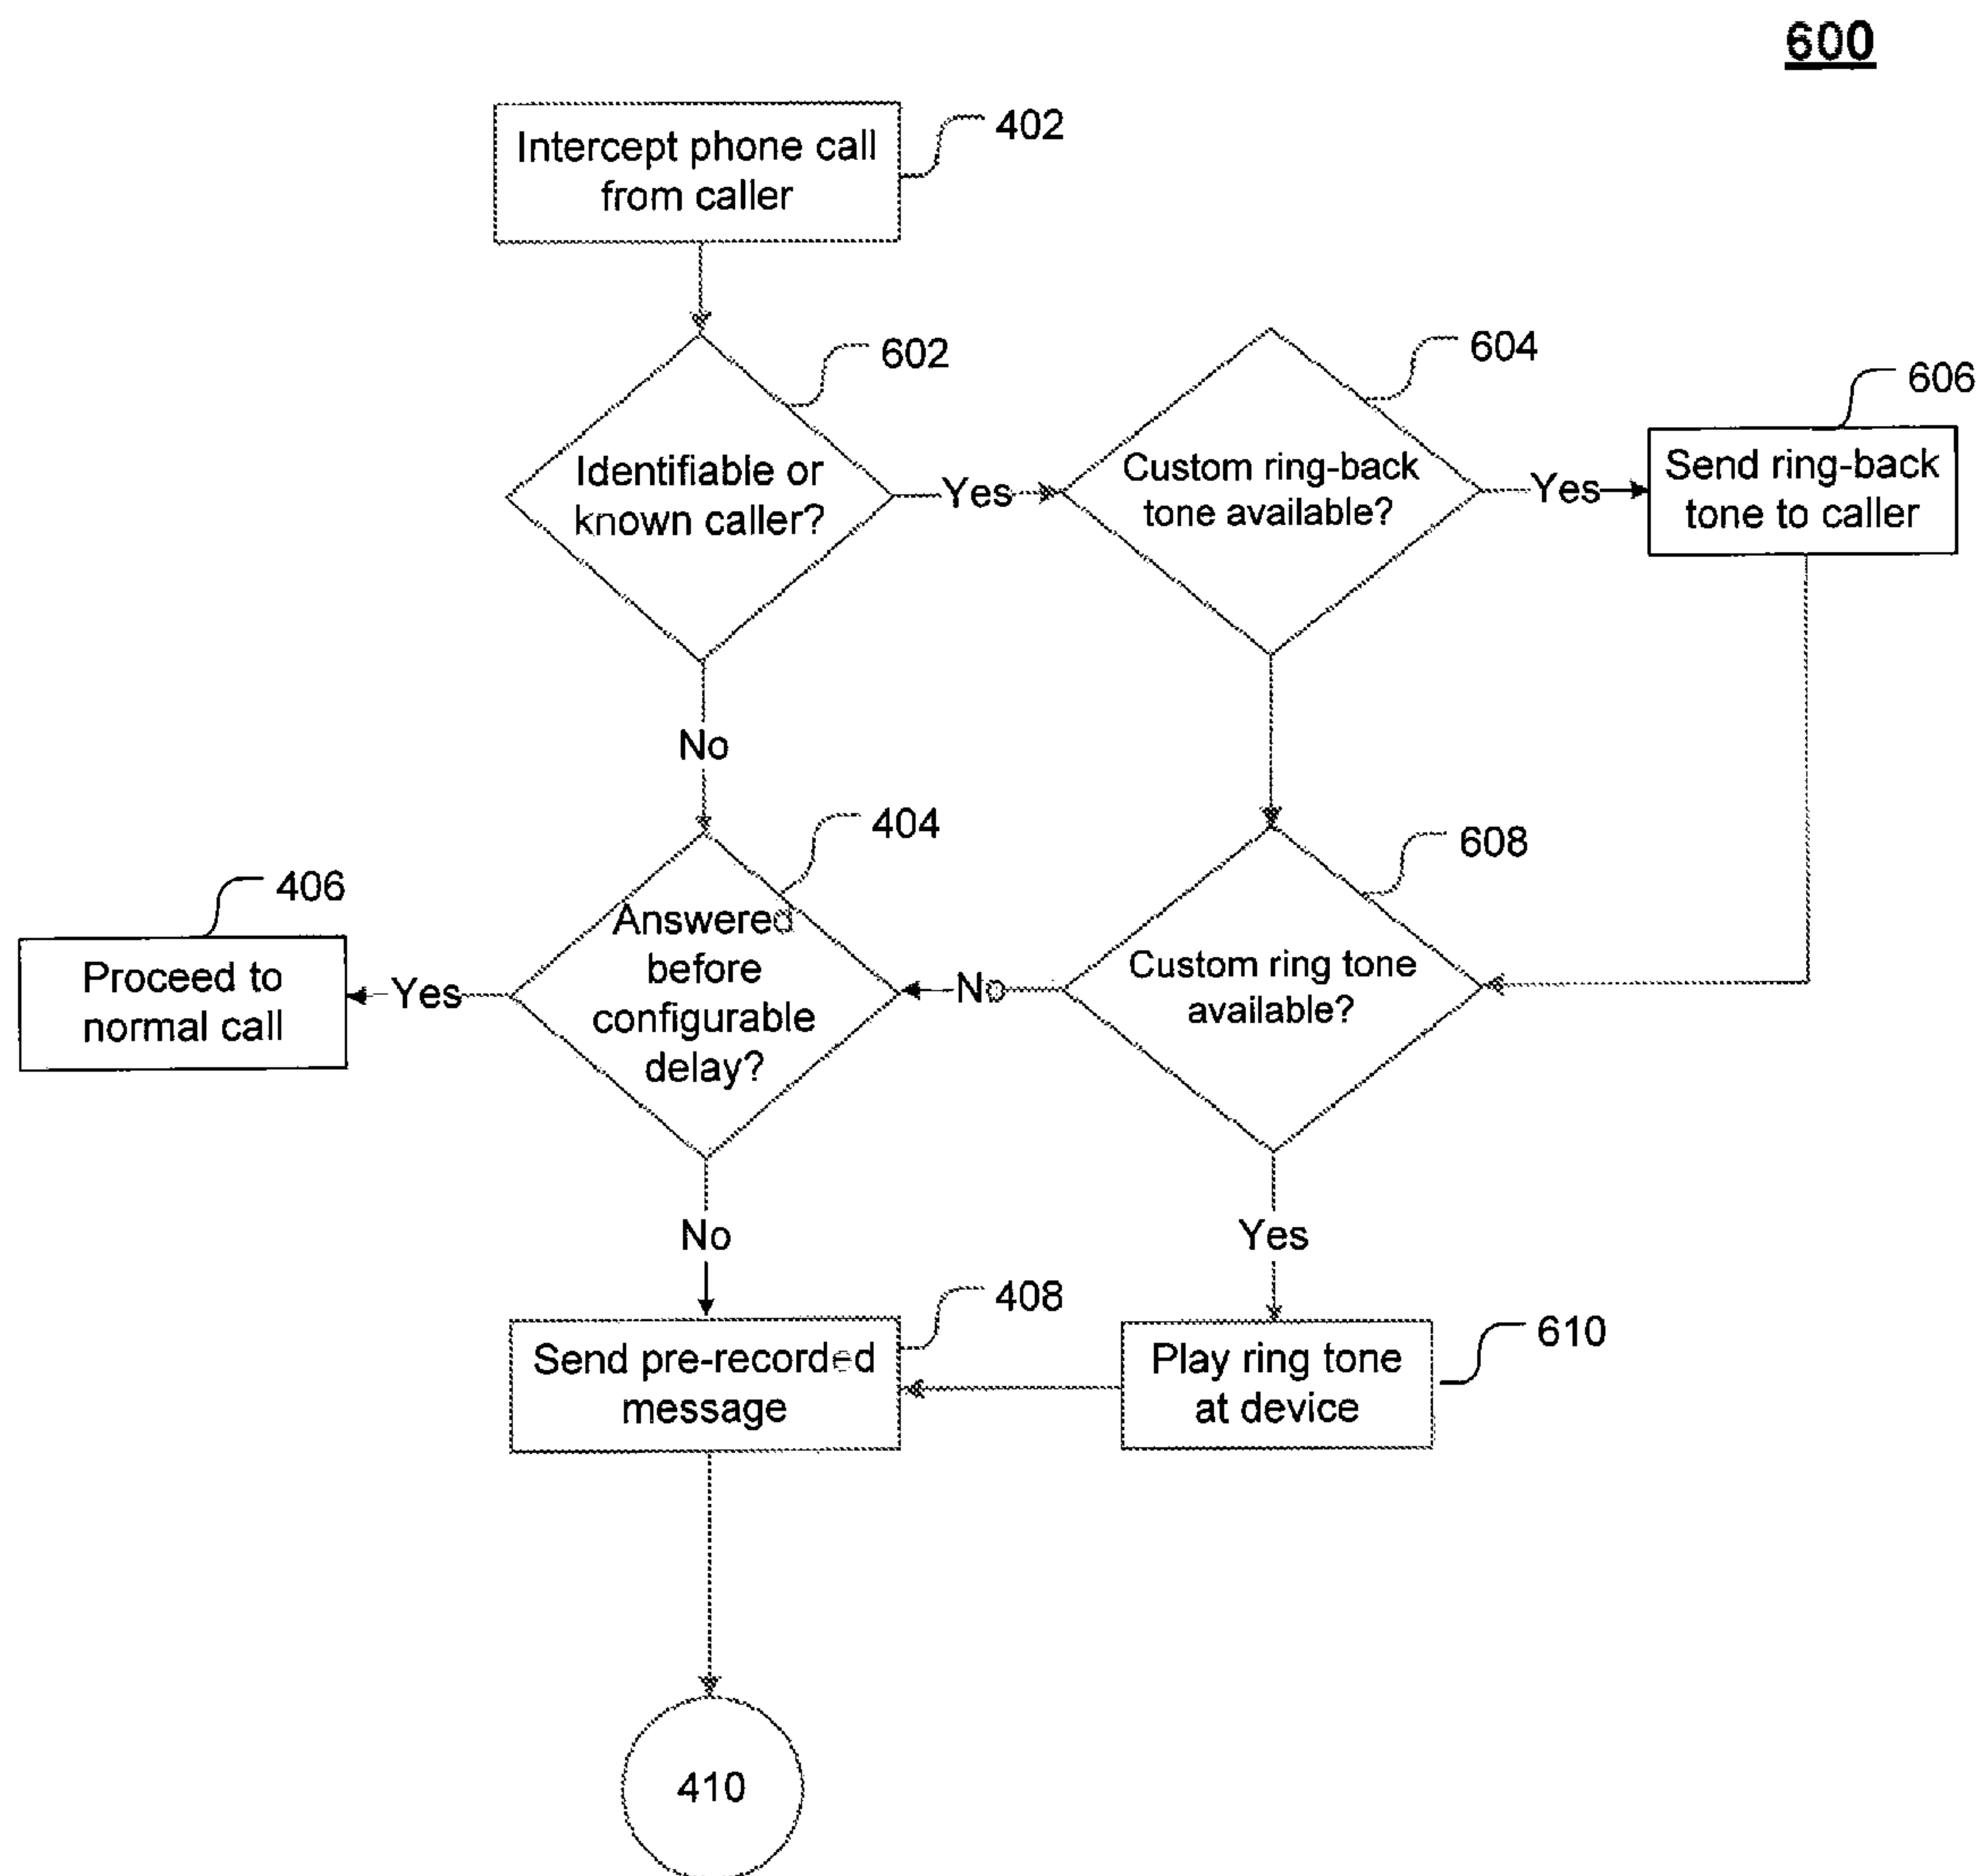 600
Intercept phone call
from caller
402
602
Identifiable or
known caller?
Yes
604
Custom ring-back
tone available?
Yes
606
Send ring-back
tone to caller
No
404
Answered
before
configurable
delay?
Yes
406
Proceed to
normal call
No
608
Custom ring tone
available?
No
408
Send pre-recorded
message
Yes
610
Play ring tone
at device
410